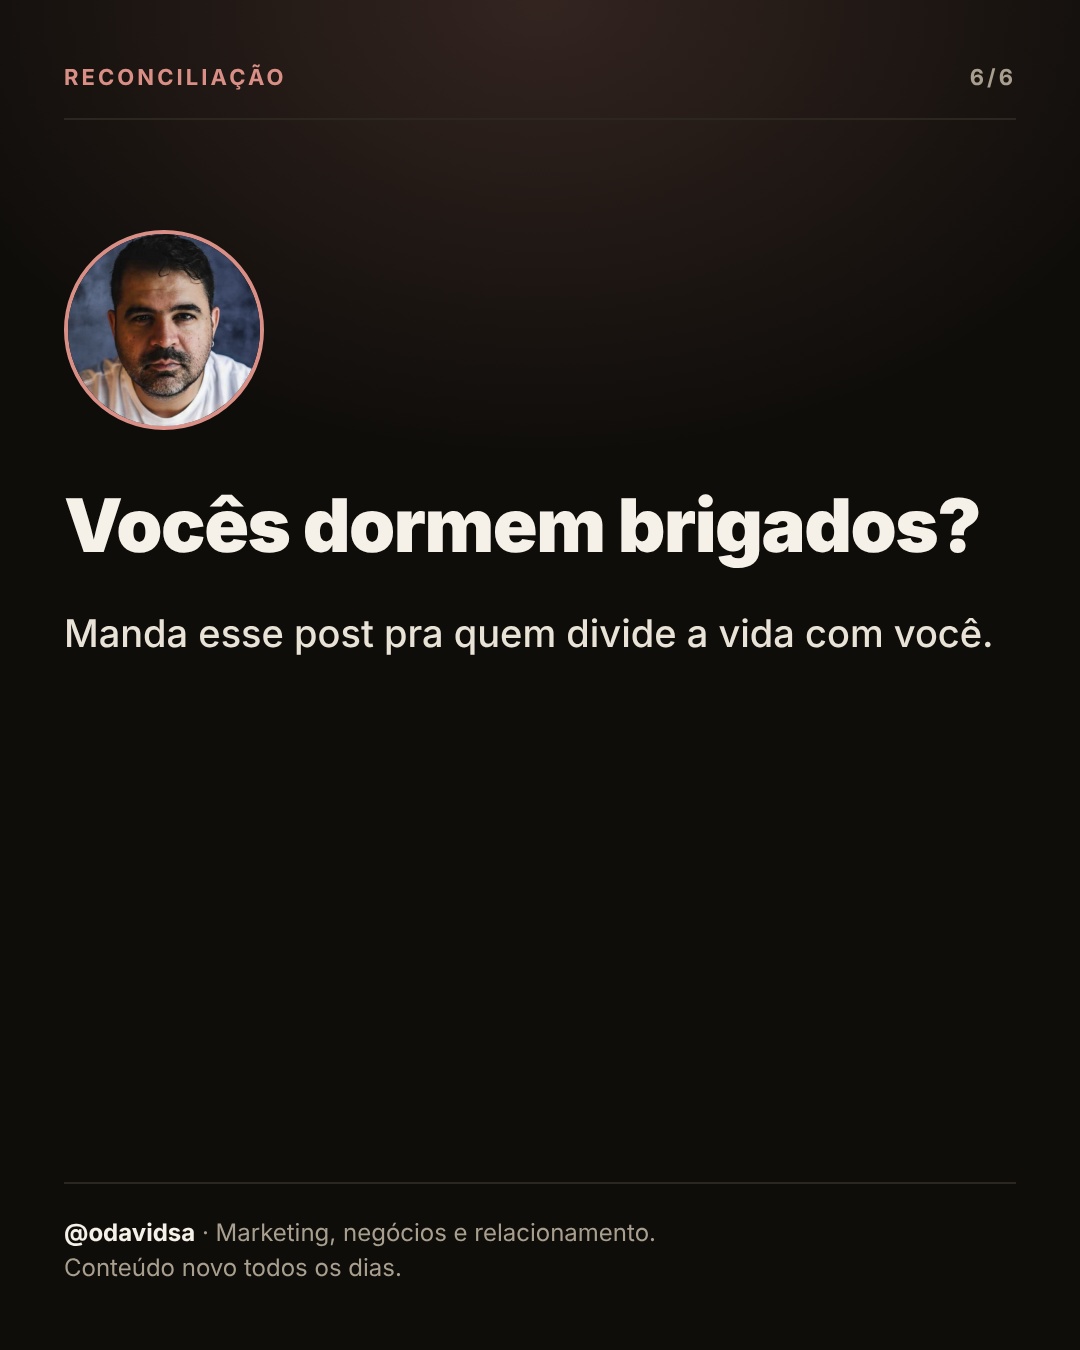 RECONCILIAÇÃO
6/6
Vocês dormem brigados?
Manda esse post pra quem divide a vida com você.
@odavidsa · Marketing, negócios e relacionamento.
Conteúdo novo todos os dias.